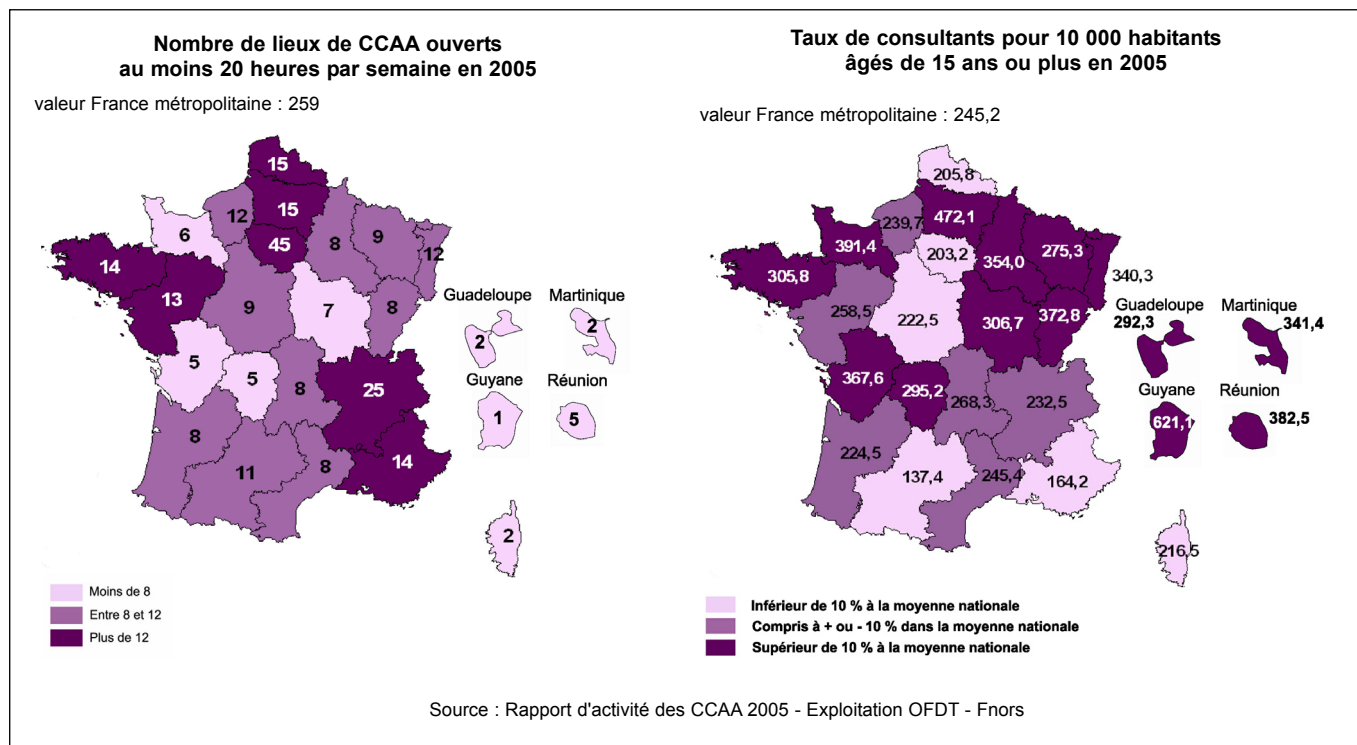 Nombre de lieux de CCAA ouverts
au moins 20 heures par semaine en 2005
valeur France métropolitaine : 259
15
15
12
6
45
8
9
12
14
13
9
7
8
5
5
8
25
8
11
8
14
2
Guadeloupe
2
Martinique
2
Guyane
1
Réunion
5
Moins de 8
Entre 8 et 12
Plus de 12
Taux de consultants pour 10 000 habitants
âgés de 15 ans ou plus en 2005
valeur France métropolitaine : 245,2
205,8
472,1
239,7
391,4
203,2
354,0
275,3
340,3
305,8
258,5
222,5
306,7
372,8
367,6
295,2
268,3
232,5
224,5
137,4
245,4
164,2
216,5
Guadeloupe
292,3
Martinique
341,4
Guyane
621,1
Réunion
382,5
Inférieur de 10 % à la moyenne nationale
Compris à + ou - 10 % dans la moyenne nationale
Supérieur de 10 % à la moyenne nationale
Source : Rapport d'activité des CCAA 2005 - Exploitation OFDT - Fnors